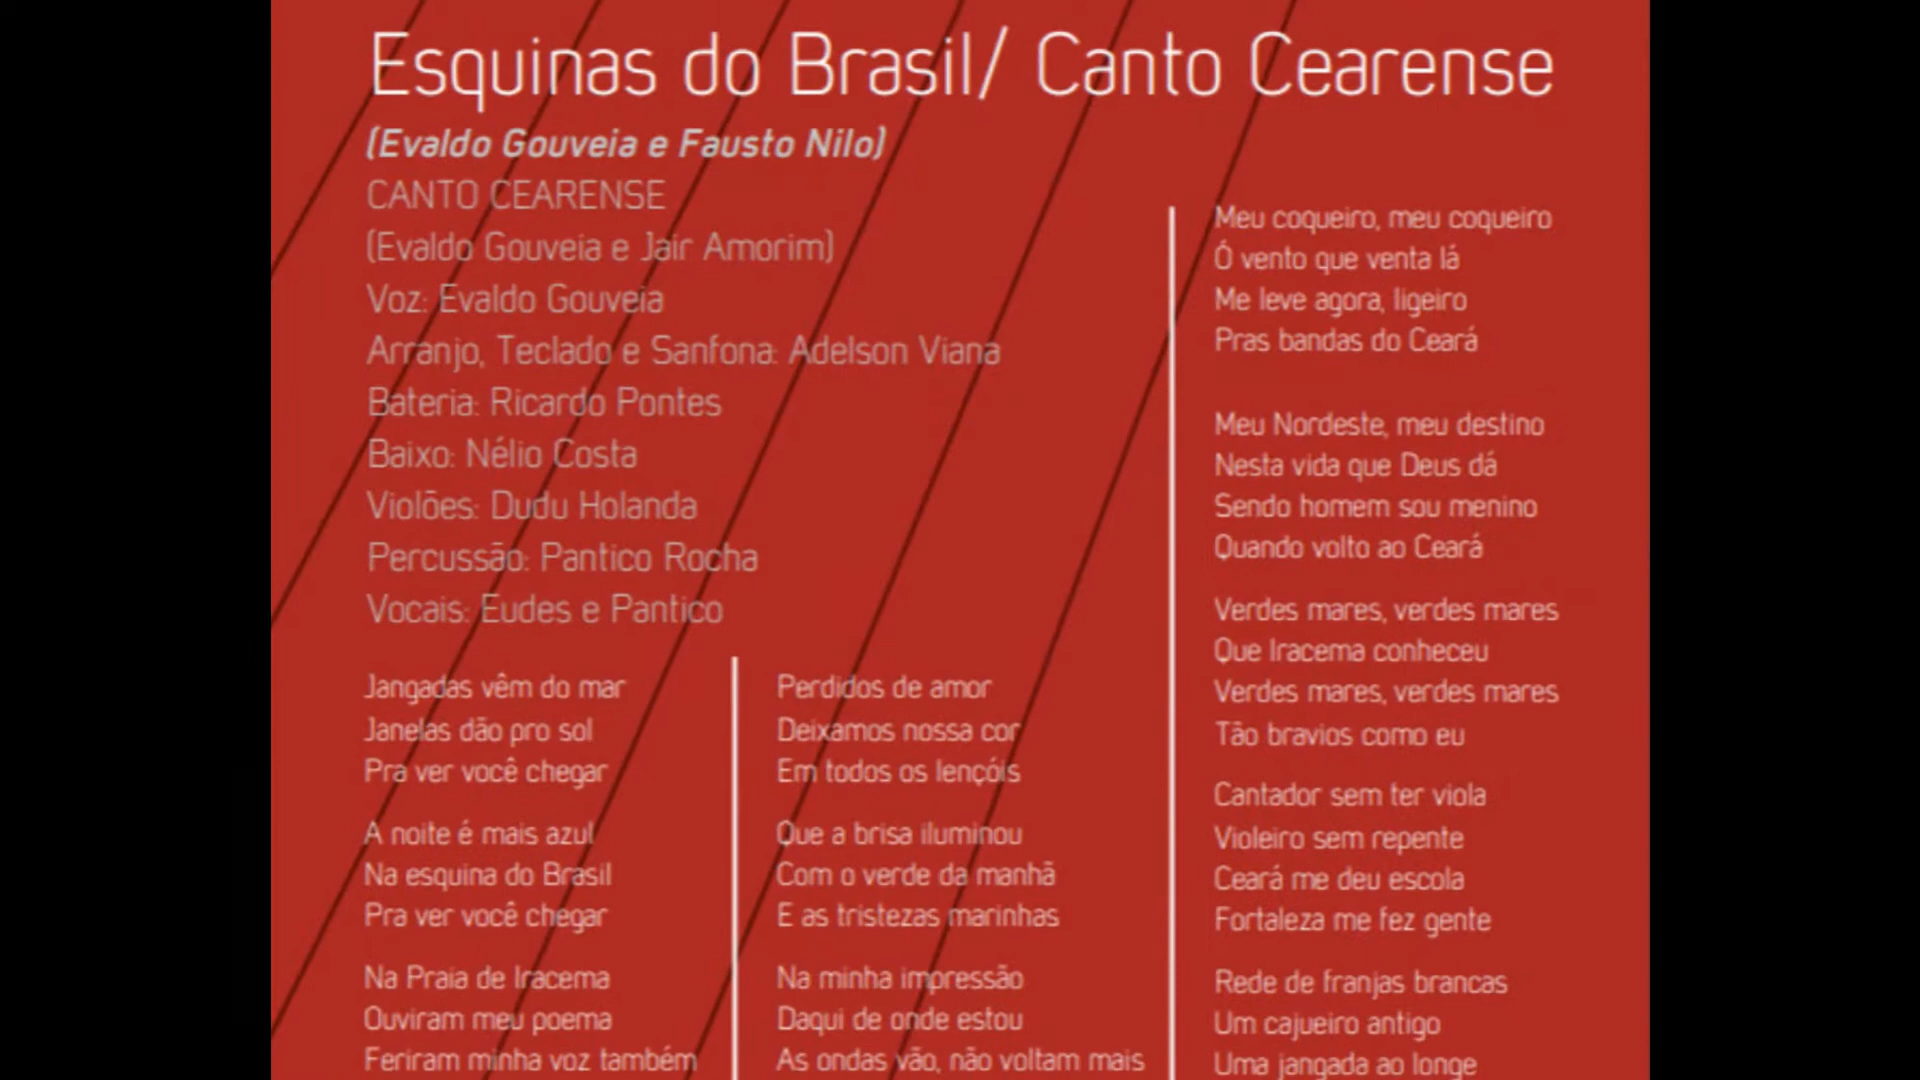 Esquinas do Brasil/ Canto Cearense
(Evaldo Gouveia e Fausto Nilo)
CANTO CEARENSE
(Evaldo Gouveia e Jair Amorim)
Voz: Evaldo Gouveia
Arranjo, Teclado e Sanfona: Adelson Viana
Bateria: Ricardo Pontes
Baixo: Nélio Costa
Violões: Dudu Holanda
Percussão: Pantico Rocha
Vocais: Eudes e Pantico
Jangadas vêm do mar
Janelas dão pro sol
Pra ver você chegar
A noite é mais azul
Na esquina do Brasil
Pra ver você chegar
Na Praia de Iracema
Ouviram meu poema
Feriram minha voz também
Perdidos de amor
Deixamos nossa cor
Em todos os lençóis
Que a brisa iluminou
Com o verde da manhã
E as tristezas marinhas
Na minha impressão
Daqui de onde estou
As ondas vão, não voltam mais
Meu coqueiro, meu coqueiro
Ó vento que venta lá
Me leve agora, ligeiro
Pras bandas do Ceará
Meu Nordeste, meu destino
Nesta vida que Deus dá
Sendo homem sou menino
Quando volto ao Ceará
Verdes mares, verdes mares
Que Iracema conheceu
Verdes mares, verdes mares
Tão bravios como eu
Cantador sem ter viola
Violeiro sem repente
Ceará me deu escola
Fortaleza me fez gente
Rede de franjas brancas
Um cajueiro antigo
Uma jangada ao longe